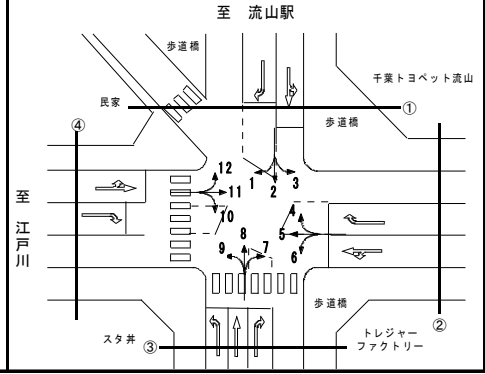 至 流山駅
歩道橋
千葉トヨペット流山
民家
①
歩道橋
④
12
1
2
3
11
10
4
至 江戸川
5
8
9
7
6
歩道橋
②
スタ丼
③
トレジャー
ファクトリー